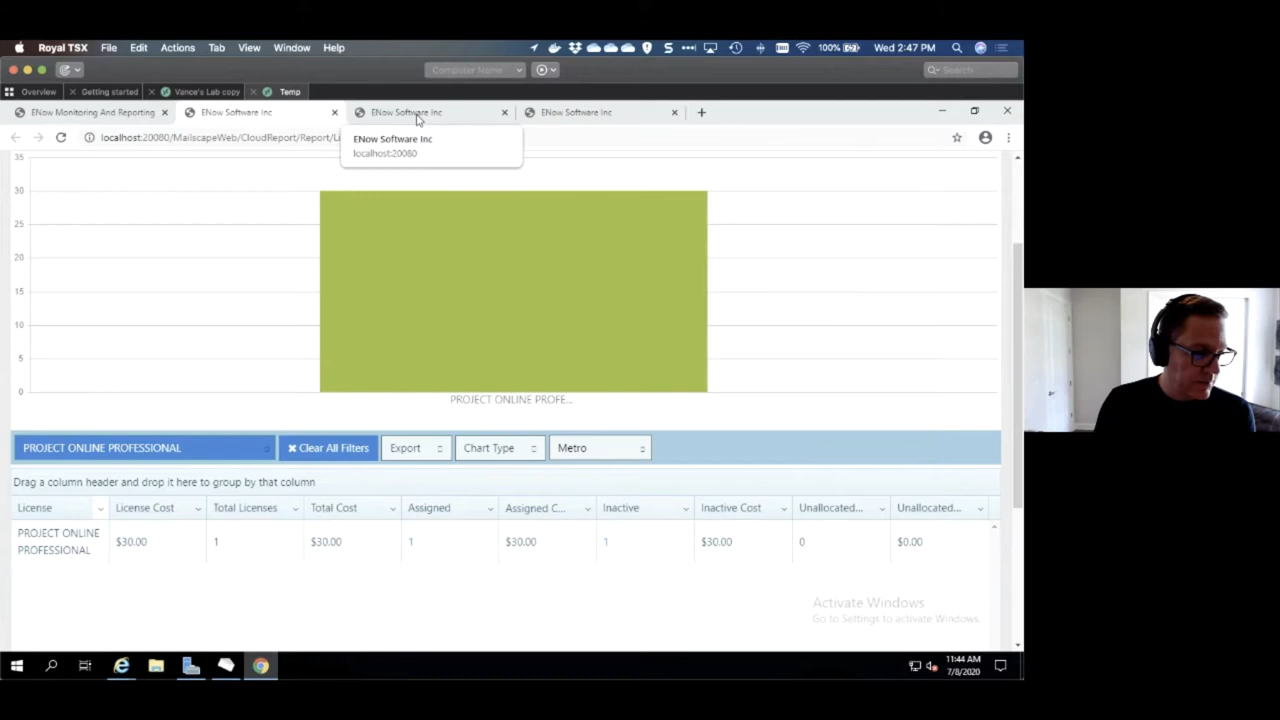 Royal TSX File Edit Actions Tab View Window Help 100% Wed 2:47 PM
Computer Name Search
Overview Getting started Vance's Lab copy Temp
ENow Monitoring And Reporting ENow Software Inc ENow Software Inc ENow Software Inc
localhost:20080/MailscapeWeb/CloudReport/Report/Li
ENow Software Inc
localhost:20080
35
30
25
20
15
10
5
0
PROJECT ONLINE PROFE...
PROJECT ONLINE PROFESSIONAL Clear All Filters Export Chart Type Metro
Drag a column header and drop it here to group by that column
License License Cost Total Licenses Total Cost Assigned Assigned C... Inactive Inactive Cost Unallocated... Unallocated...
PROJECT ONLINE
PROFESSIONAL $30.00 1 $30.00 1 $30.00 1 $30.00 0 $0.00
Activate Windows
Go to Settings to activate Windows.
11:44 AM
7/8/2020